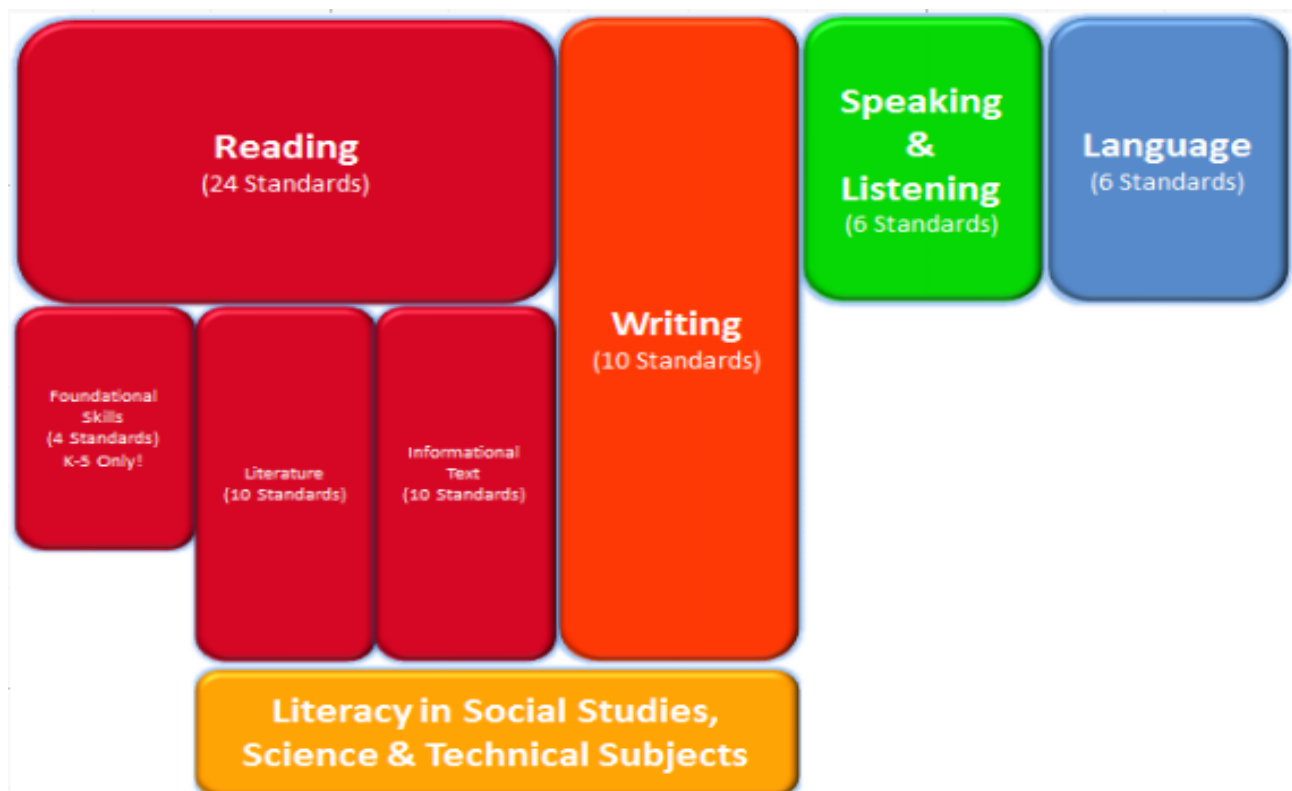 Reading
(24 Standards)
Foundational
Skills
(4 Standards)
K-5 Only!
Literature
(10 Standards)
Informational
Text
(10 Standards)
Writing
(10 Standards)
Speaking
&
Listening
(6 Standards)
Language
(6 Standards)
Literacy in Social Studies,
Science & Technical Subjects